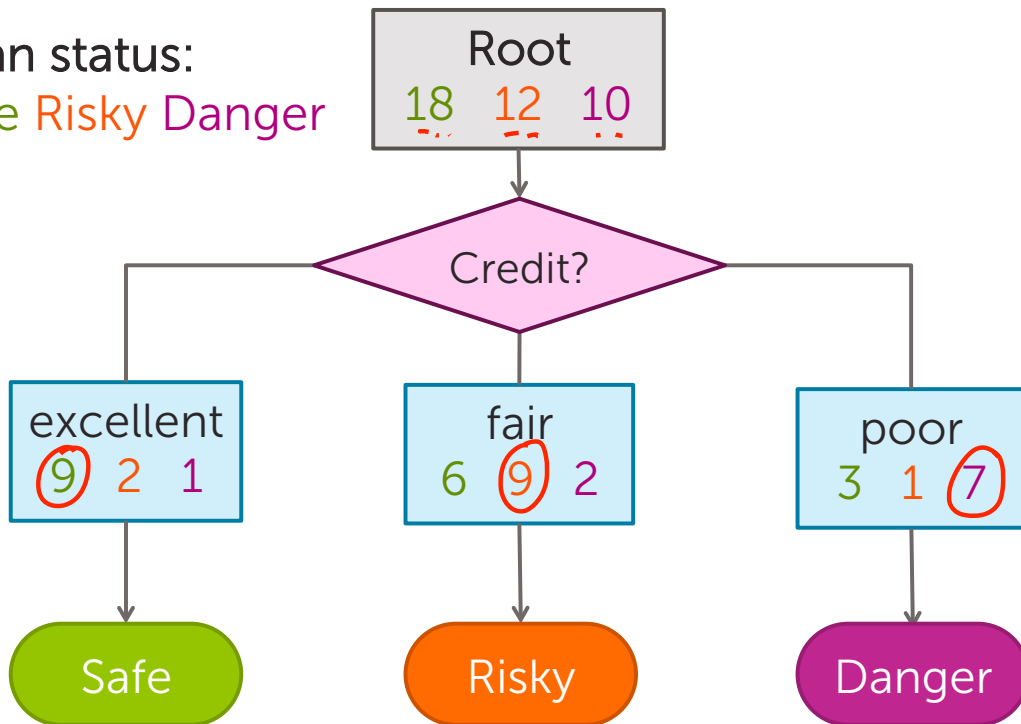 status:
Risky Danger
Root
18 12 10
Credit?
excellent
9 2 1
fair
6 9 2
poor
3 1 7
Safe
Risky
Danger